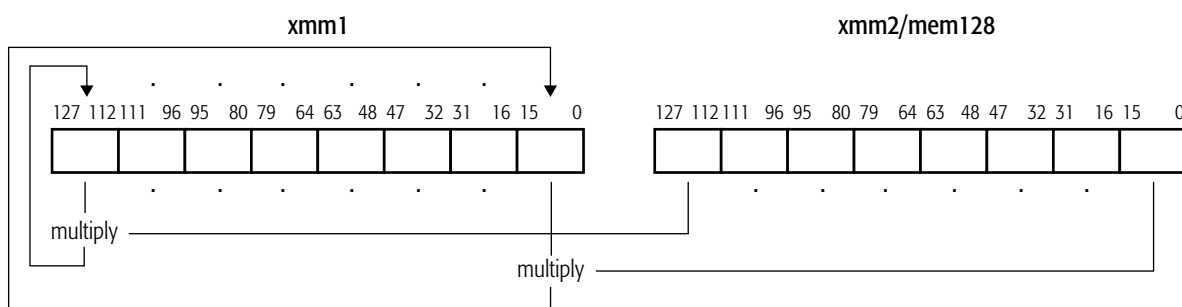 xmm1 xmm2/mem128
. . . . . . 
127 112 111 96 95 80 79 64 63 48 47 32 31 16 15 0 127 112 111 96 95 80 79 64 63 48 47 32 31 16 15 0
. . . . . . . . . . . .
multiply
multiply